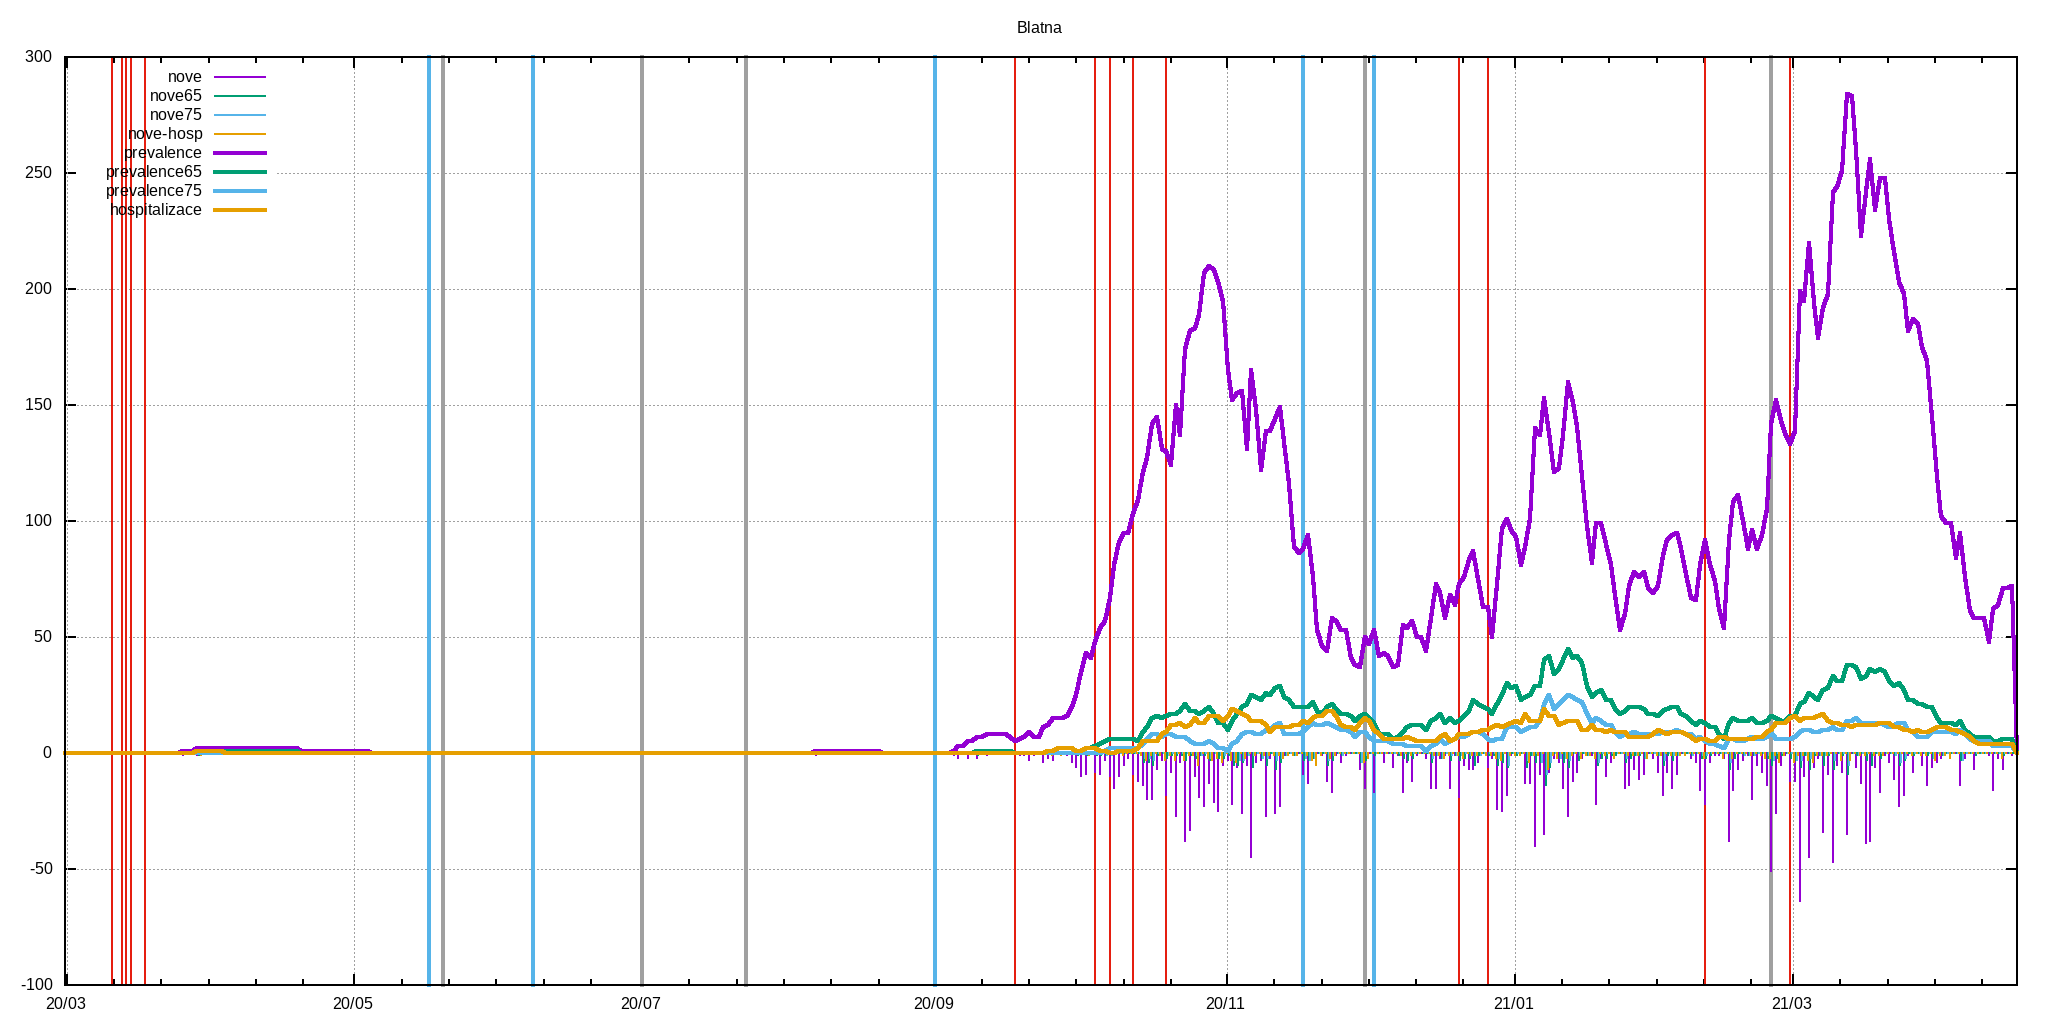 Blatna
300
250
200
150
100
50
0
-50
-100
nove
nove65
nove75
nove-hosp
prevalence
prevalence65
prevalence75
hospitalizace
20/03 20/05 20/07 20/09 20/11 21/01 21/03